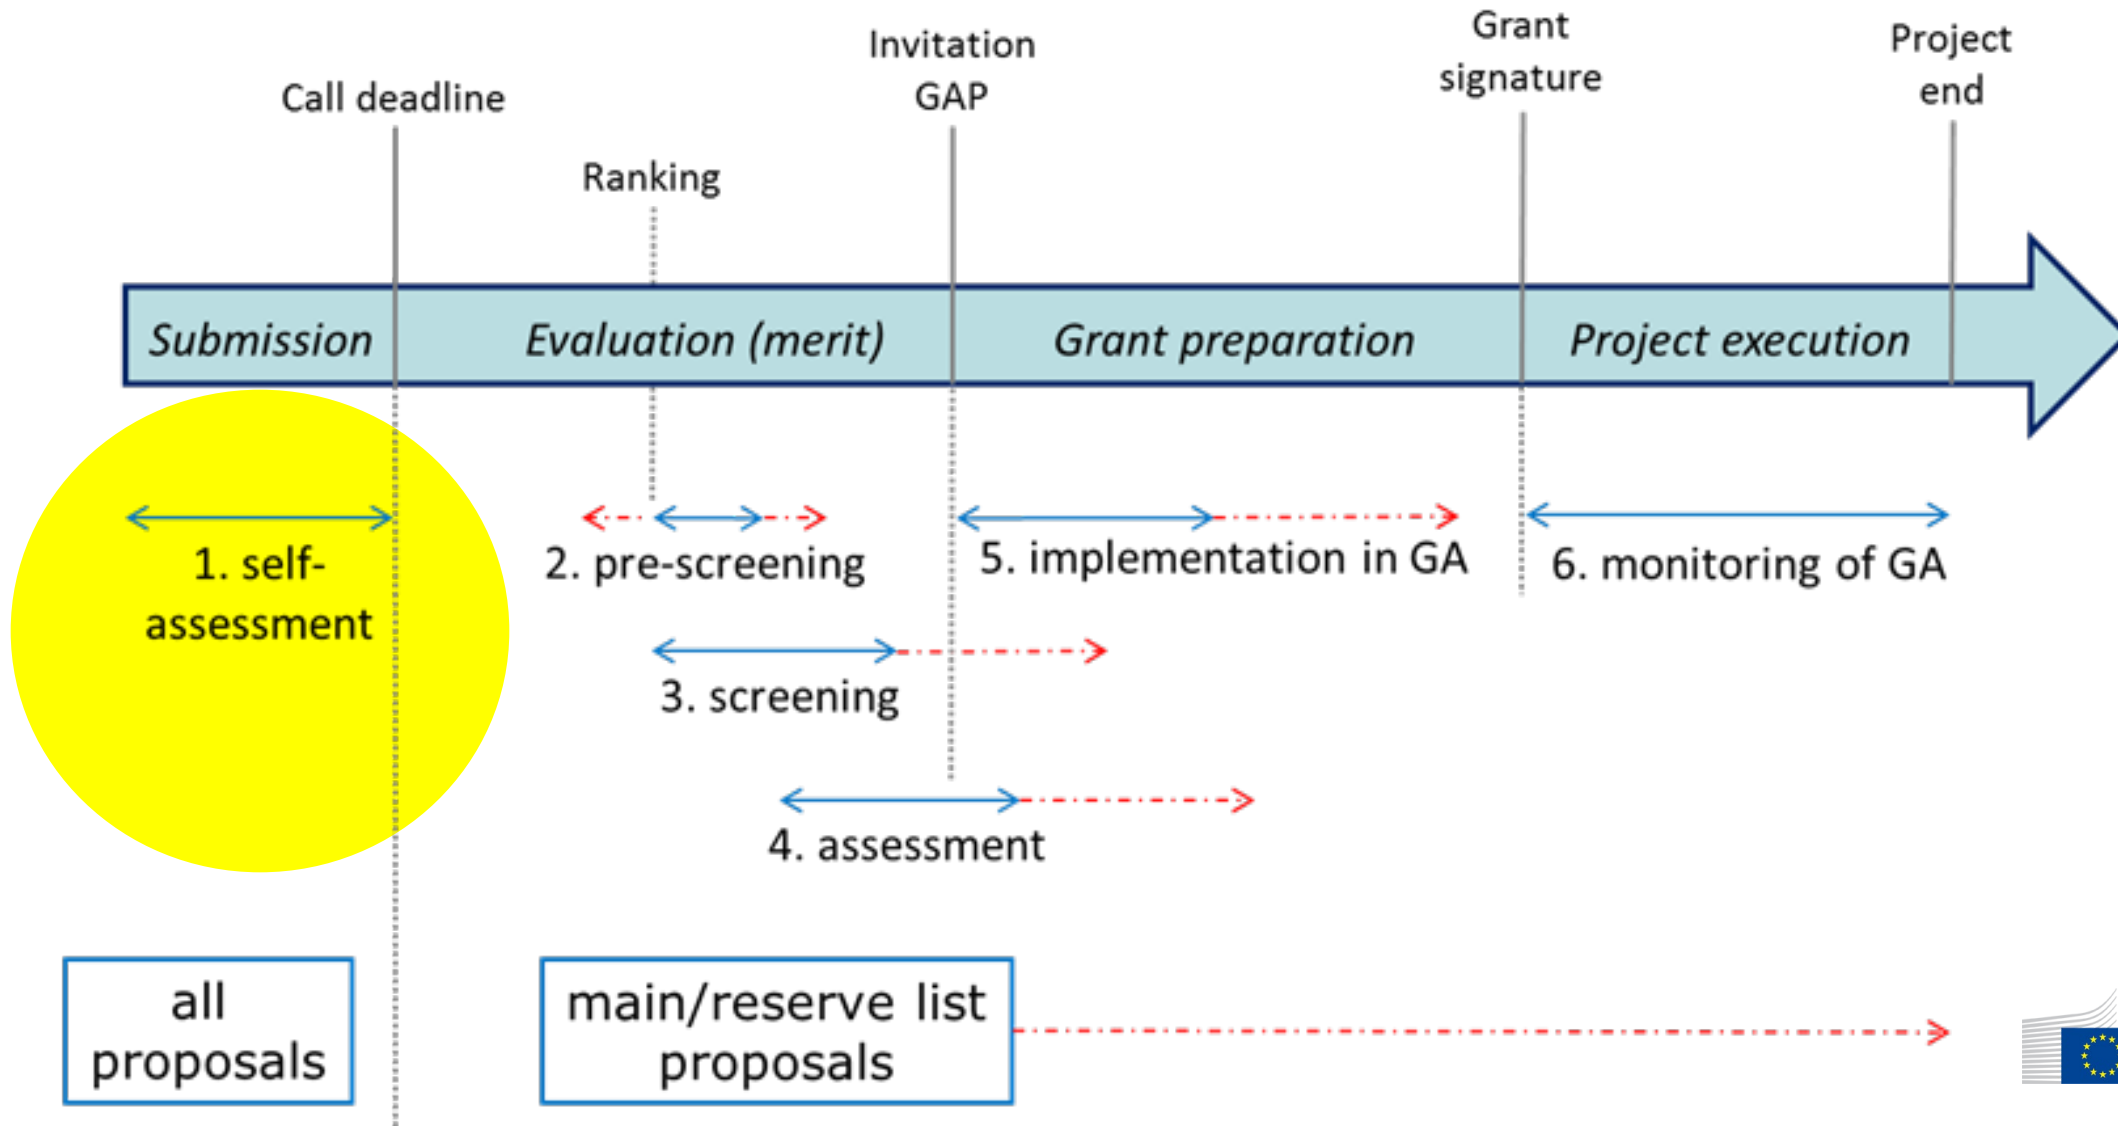 Invitation
GAP
Grant
signature
Project
end
Call deadline
Ranking
Submission
Evaluation (merit)
Grant preparation
Project execution
1. self-
assessment
2. pre-screening
5. implementation in GA
6. monitoring of GA
3. screening
4. assessment
all
proposals
main/reserve list
proposals